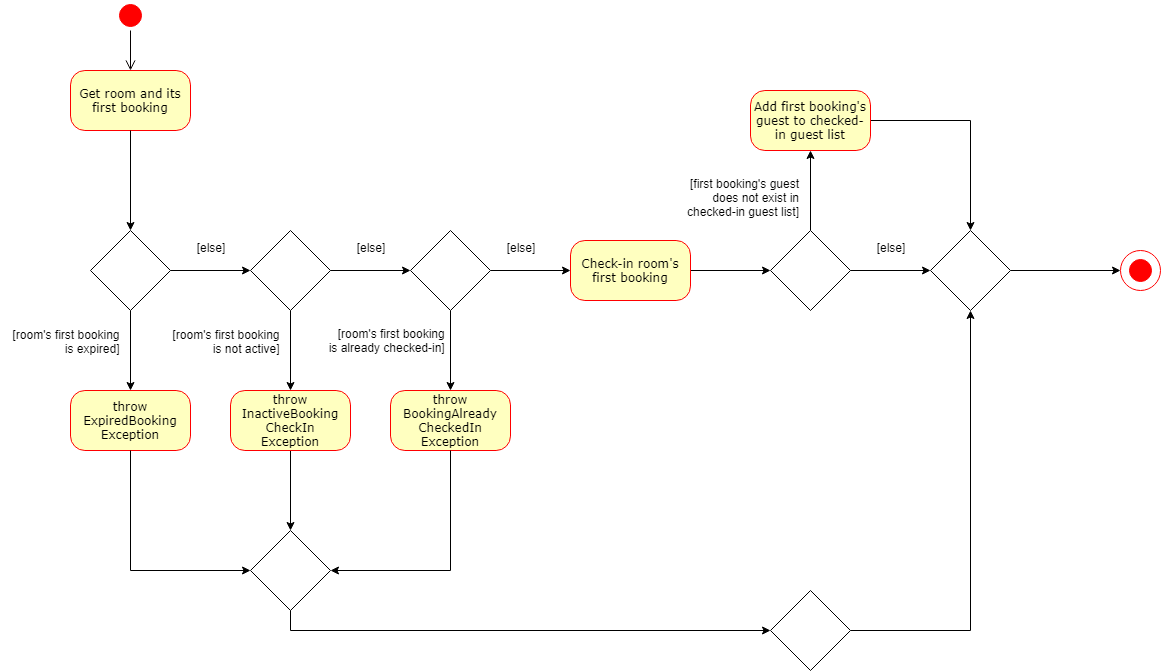 Get room and its
first booking
Add first booking's
guest to checked-
in guest list
[first booking's guest
does not exist in
checked-in guest list]
[else]
[else]
[else]
[else]
Check-in room's
first booking
[room's first booking
is expired]
[room's first booking
is not active]
[room's first booking
is already checked-in]
throw
ExpiredBooking
Exception
throw
InactiveBooking
CheckIn
Exception
throw
BookingAlready
CheckedIn
Exception